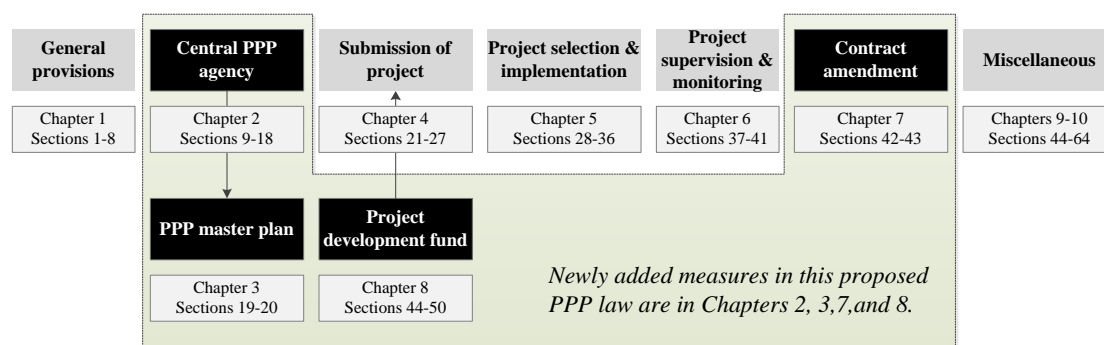 General
provisions
Central PPP
agency
Submission of
project
Project selection &
implementation
Project
supervision &
monitoring
Contract
amendment
Miscellaneous
Chapter 1
Sections 1-8
Chapter 2
Sections 9-18
Chapter 4
Sections 21-27
Chapter 5
Sections 28-36
Chapter 6
Sections 37-41
Chapter 7
Sections 42-43
Chapters 9-10
Sections 44-64
PPP master plan
Project
development fund
Chapter 3
Sections 19-20
Chapter 8
Sections 44-50
Newly added measures in this proposed
PPP law are in Chapters 2, 3,7,and 8.